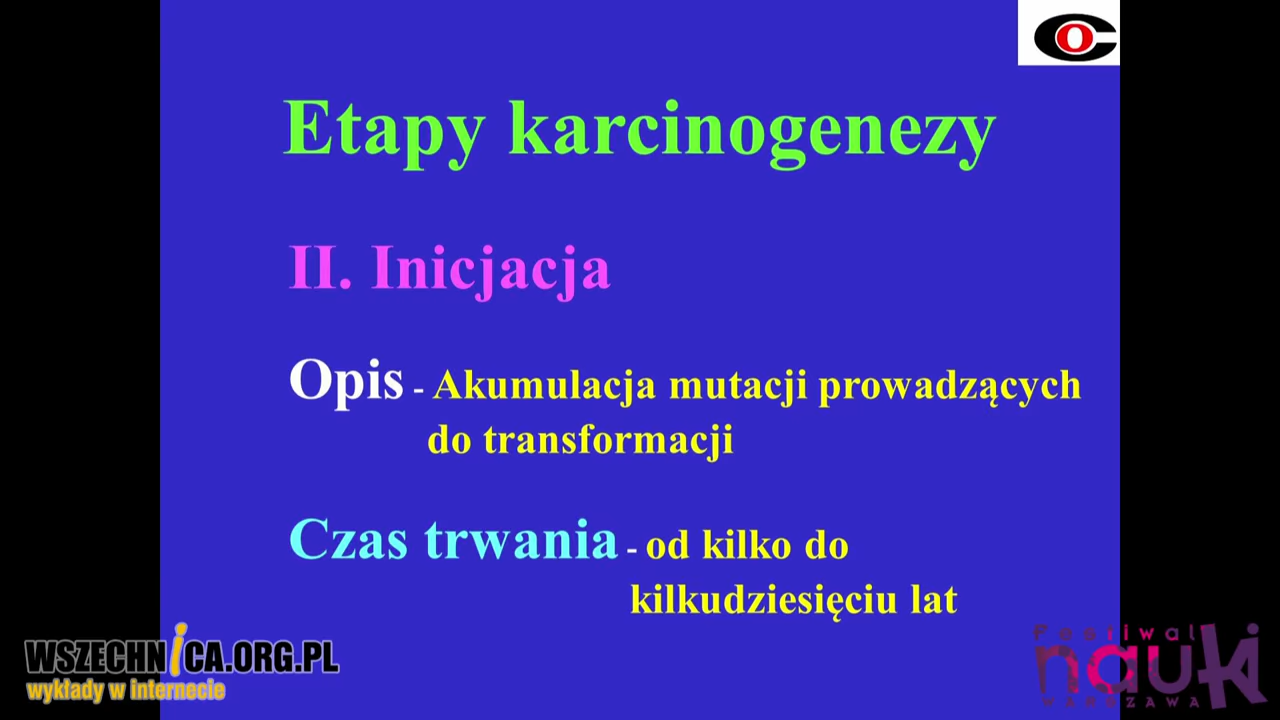 Etapy karcinogenezy
II. Inicjacja
Opis - Akumulacja mutacji prowadzących
do transformacji
Czas trwania - od kilko do
kilkudziesięciu lat
WSZECHNICA.ORG.PL
wykłady w internecie
Festiwal
nauki
WARSZAWA